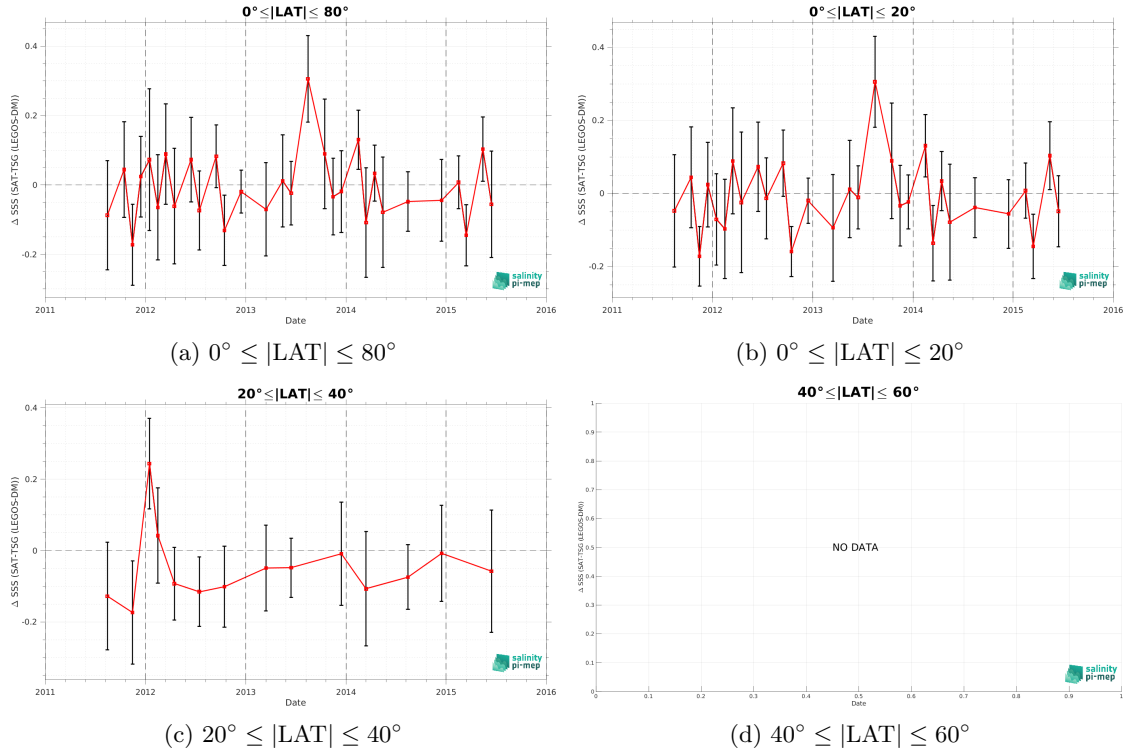 0°≤|LAT|≤ 80°
Δ SSS (SAT-TSG (LEGOS-DM))
0.4
0.2
0
-0.2
2011 2012 2013 2014 2015 2016
Date
salinity
pi-mep
(a) 0° ≤ |LAT| ≤ 80°
0°≤|LAT|≤ 20°
Δ SSS (SAT-TSG (LEGOS-DM))
0.4
0.2
0
-0.2
2011 2012 2013 2014 2015 2016
Date
salinity
pi-mep
(b) 0° ≤ |LAT| ≤ 20°
20°≤|LAT|≤ 40°
Δ SSS (SAT-TSG (LEGOS-DM))
0.4
0.2
0
-0.2
2011 2012 2013 2014 2015 2016
Date
salinity
pi-mep
(c) 20° ≤ |LAT| ≤ 40°
40°≤|LAT|≤ 60°
Δ SSS (SAT-TSG (LEGOS-DM))
1
0.9
0.8
0.7
0.6
0.5
0.4
0.3
0.2
0.1
0
NO DATA
0 0.1 0.2 0.3 0.4 0.5 0.6 0.7 0.8 0.9 1
Date
salinity
pi-mep
(d) 40° ≤ |LAT| ≤ 60°